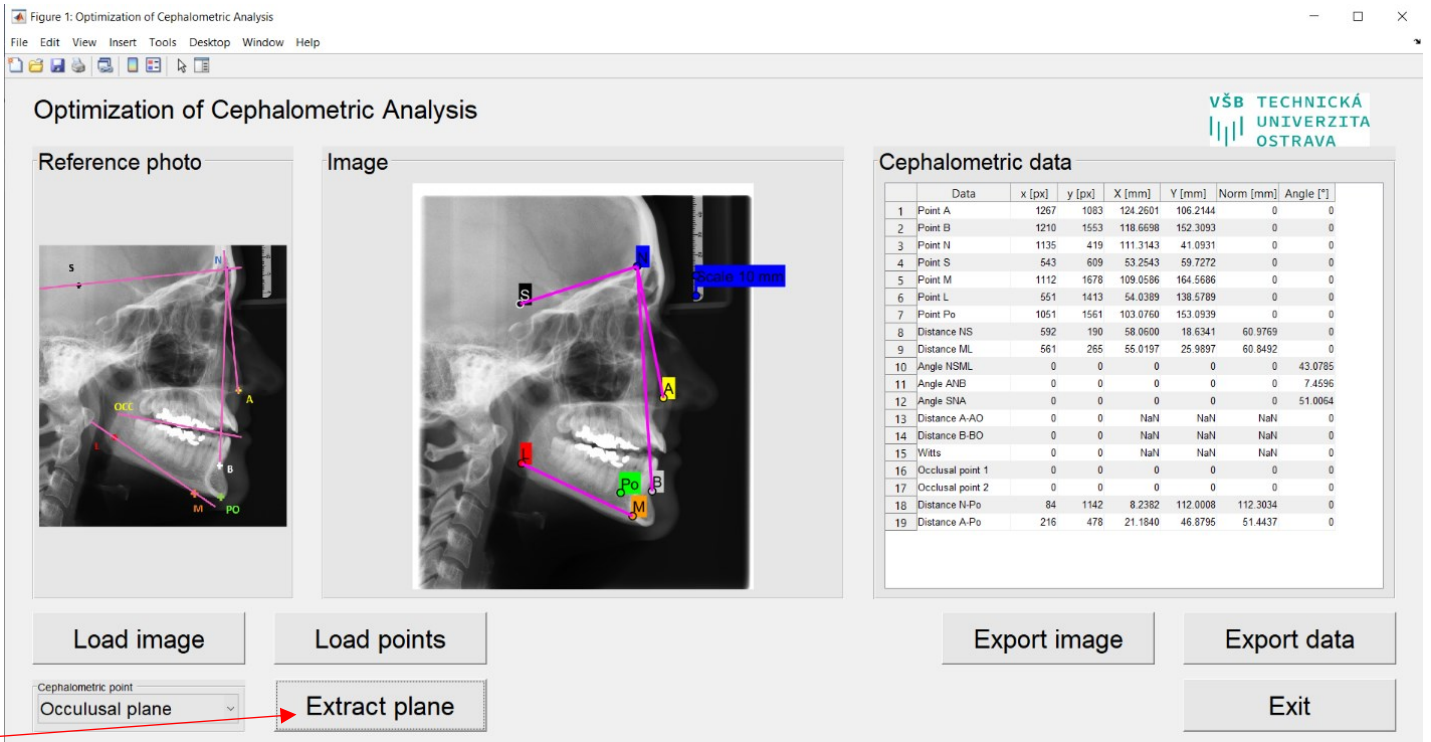 Figure 1: Optimization of Cephalometric Analysis
File Edit View Insert Tools Desktop Window Help
Optimization of Cephalometric Analysis
VŠB TECHNICKÁ
UNIVERZITA
OSTRAVA
Reference photo
S
N
A
OCC
L
B
M
PO
Image
N
Scale 10 mm
S
A
L
Po B
M
Cephalometric data
Data x [px] y [px] X [mm] Y [mm] Norm [mm] Angle [°]
1 Point A 1267 1083 124.2601 106.2144 0 0
2 Point B 1210 1553 118.6698 152.3093 0 0
3 Point N 1135 419 111.3143 41.0931 0 0
4 Point S 543 609 53.2543 59.7272 0 0
5 Point M 1112 1678 109.0586 164.5686 0 0
6 Point L 551 1413 54.0389 138.5789 0 0
7 Point Po 1051 1561 103.0760 153.0939 0 0
8 Distance NS 592 190 58.0600 18.6341 60.9769 0
9 Distance ML 561 265 55.0197 25.9897 60.8492 0
10 Angle NSML 0 0 0 0 0 43.0785
11 Angle ANB 0 0 0 0 0 7.4596
12 Angle SNA 0 0 0 0 0 51.0064
13 Distance A-AO 0 0 NaN NaN NaN 0
14 Distance B-BO 0 0 NaN NaN NaN 0
15 Witts 0 0 NaN NaN NaN 0
16 Occlusal point 1 0 0 0 0 0 0
17 Occlusal point 2 0 0 0 0 0 0
18 Distance N-Po 84 1142 8.2382 112.0008 112.3034 0
19 Distance A-Po 216 478 21.1840 46.8795 51.4437 0
Load image
Load points
Export image
Export data
Cephalometric point
Occulusal plane
Extract plane
Exit